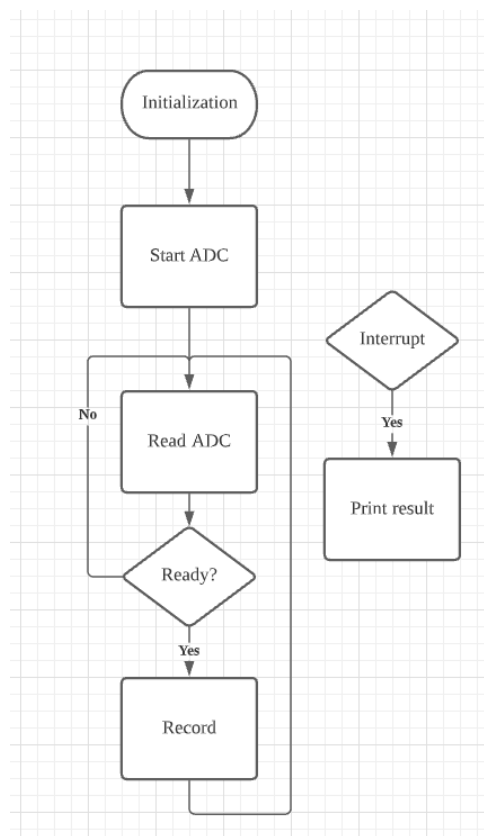 Initialization
Start ADC
Interrupt
No
Yes
Read ADC
Print result
Ready?
Yes
Record